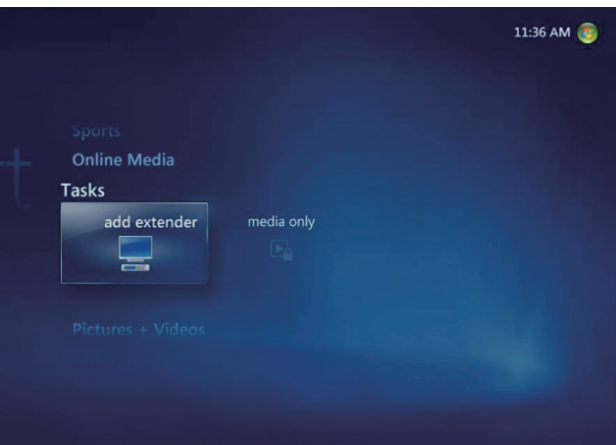 11:36 AM
Sports
Online Media
Tasks
add extender
media only
Pictures + Videos